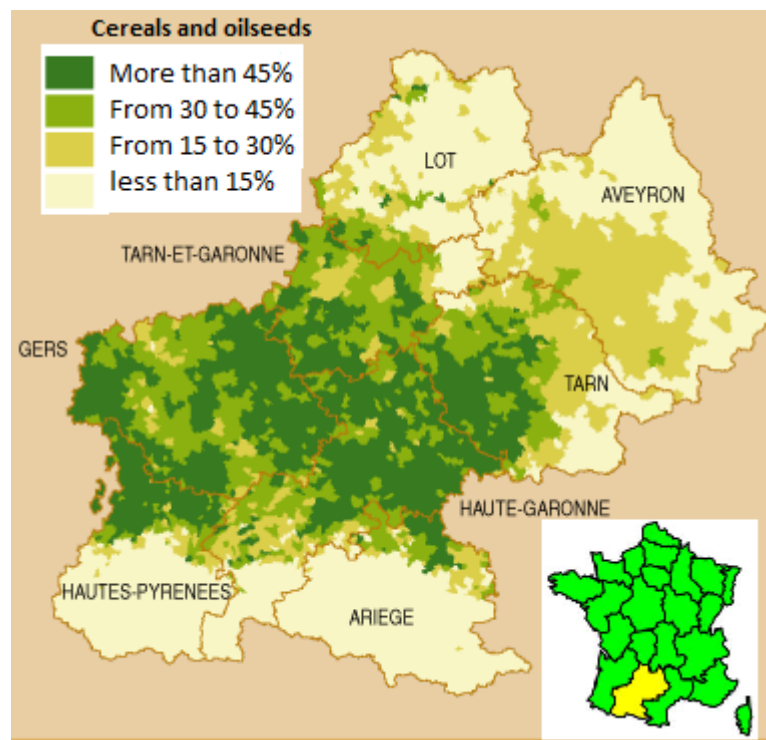 Cereals and oilseeds
More than 45%
From 30 to 45%
From 15 to 30%
less than 15%
LOT
AVEYRON
TARN-ET-GARONNE
GERS
TARN
HAUTE-GARONNE
HAUTES-PYRENEES
ARIEGE